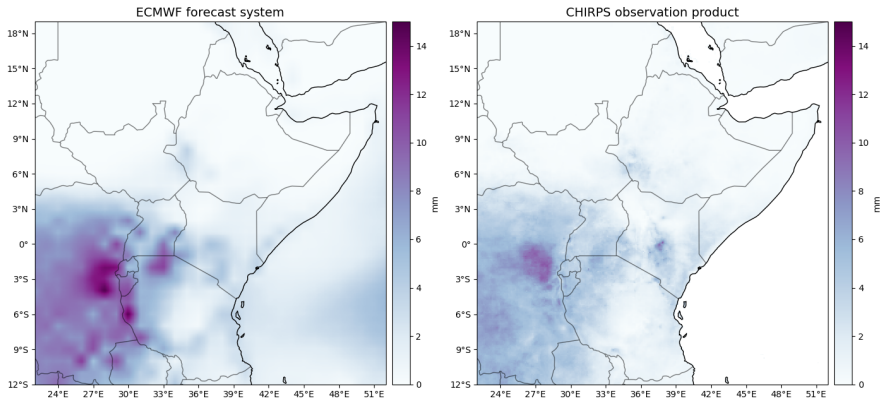 ECMWF forecast system
18°N
15°N
12°N
9°N
6°N
3°N
0°
3°S
6°S
9°S
12°S
24°E 27°E 30°E 33°E 36°E 39°E 42°E 45°E 48°E 51°E
14
12
10
8
6
4
2
0
mm
CHIRPS observation product
18°N
15°N
12°N
9°N
6°N
3°N
0°
3°S
6°S
9°S
12°S
24°E 27°E 30°E 33°E 36°E 39°E 42°E 45°E 48°E 51°E
14
12
10
8
6
4
2
0
mm